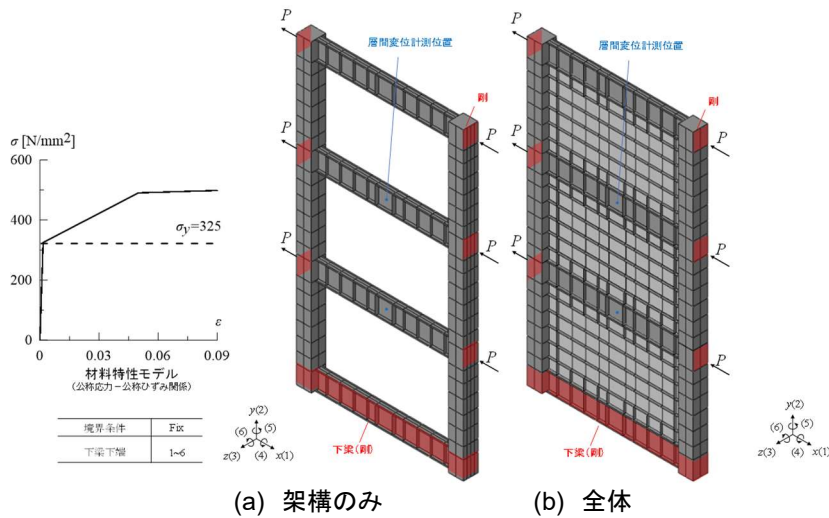 P
層間変位計測位置
剛
P
P
P
P
P
下梁(剛)
P
層間変位計測位置
剛
P
P
P
P
P
下梁(剛)
σ [N/mm²]
600
400
200
0
σy=325
ε
0 0.03 0.06 0.09
材料特性モデル
(公称応力－公称ひずみ関係)
境界条件 Fix
下梁下端 1~6
y(2)
(6) (5)
z(3) (4) x(1)
y(2)
(6) (5)
z(3) (4) x(1)
(a) 架構のみ
(b) 全体